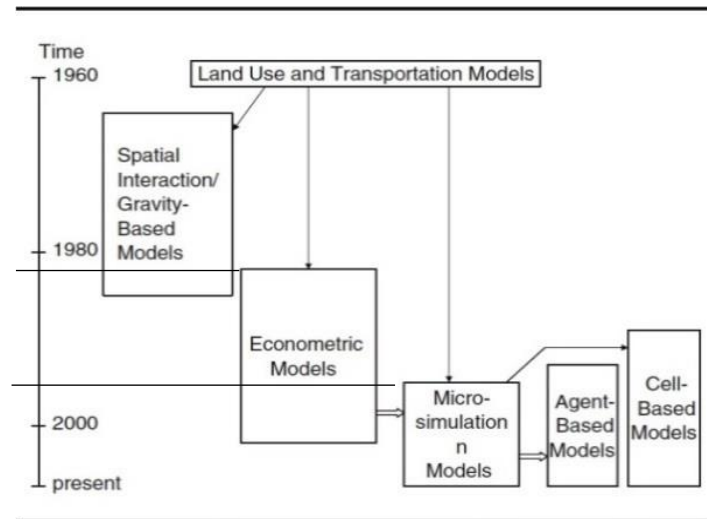 Time
1960
Land Use and Transportation Models
Spatial
Interaction/
Gravity-
Based
Models
1980
Econometric
Models
Micro-
simulation
n
Models
Agent-
Based
Models
Cell-
Based
Models
2000
present